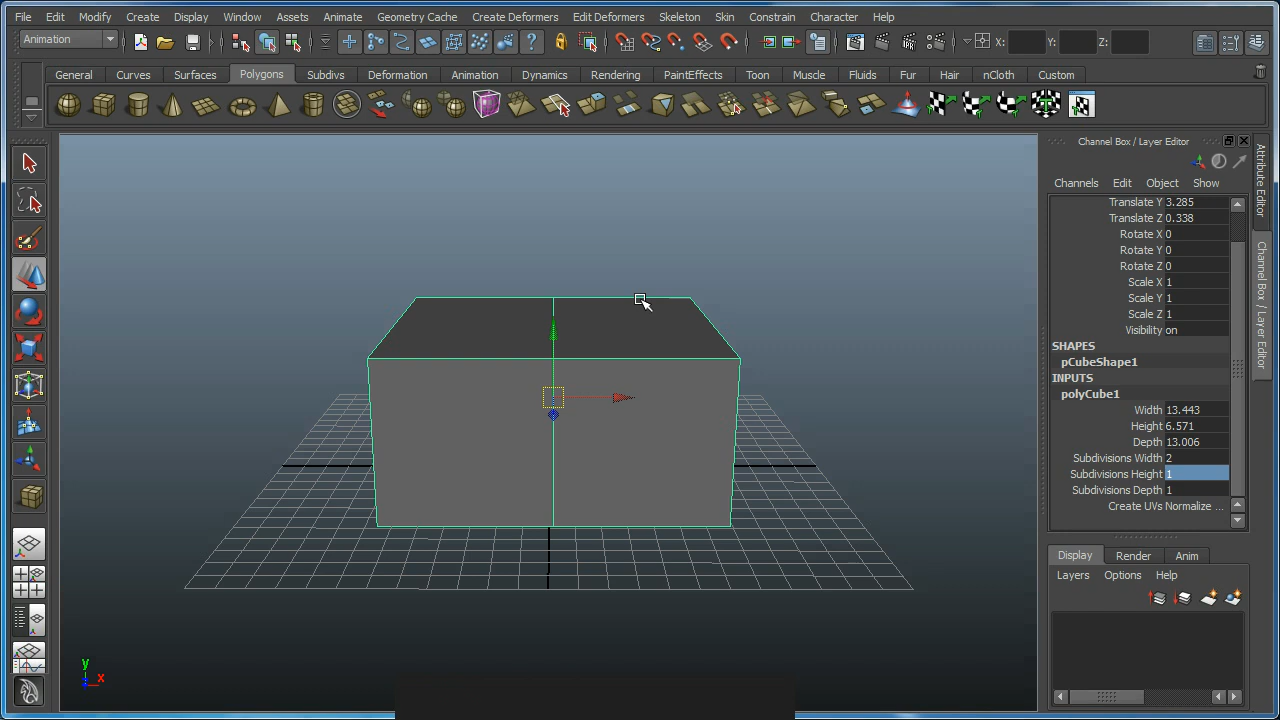 File Edit Modify Create Display Window Assets Animate Geometry Cache Create Deformers Edit Deformers Skeleton Skin Constrain Character Help
Animation X: Y: Z:
General Curves Surfaces Polygons Subdivs Deformation Animation Dynamics Rendering PaintEffects Toon Muscle Fluids Fur Hair nCloth Custom
Channel Box / Layer Editor
Channels Edit Object Show
Translate Y 3.285
Translate Z 0.338
Rotate X 0
Rotate Y 0
Rotate Z 0
Scale X 1
Scale Y 1
Scale Z 1
Visibility on
SHAPES
pCubeShape1
INPUTS
polyCube1
Width 13.443
Height 6.571
Depth 13.006
Subdivisions Width 2
Subdivisions Height 1
Subdivisions Depth 1
Create UVs Normalize ...
Display Render Anim
Layers Options Help
Attribute Editor
Channel Box / Layer Editor
y
x